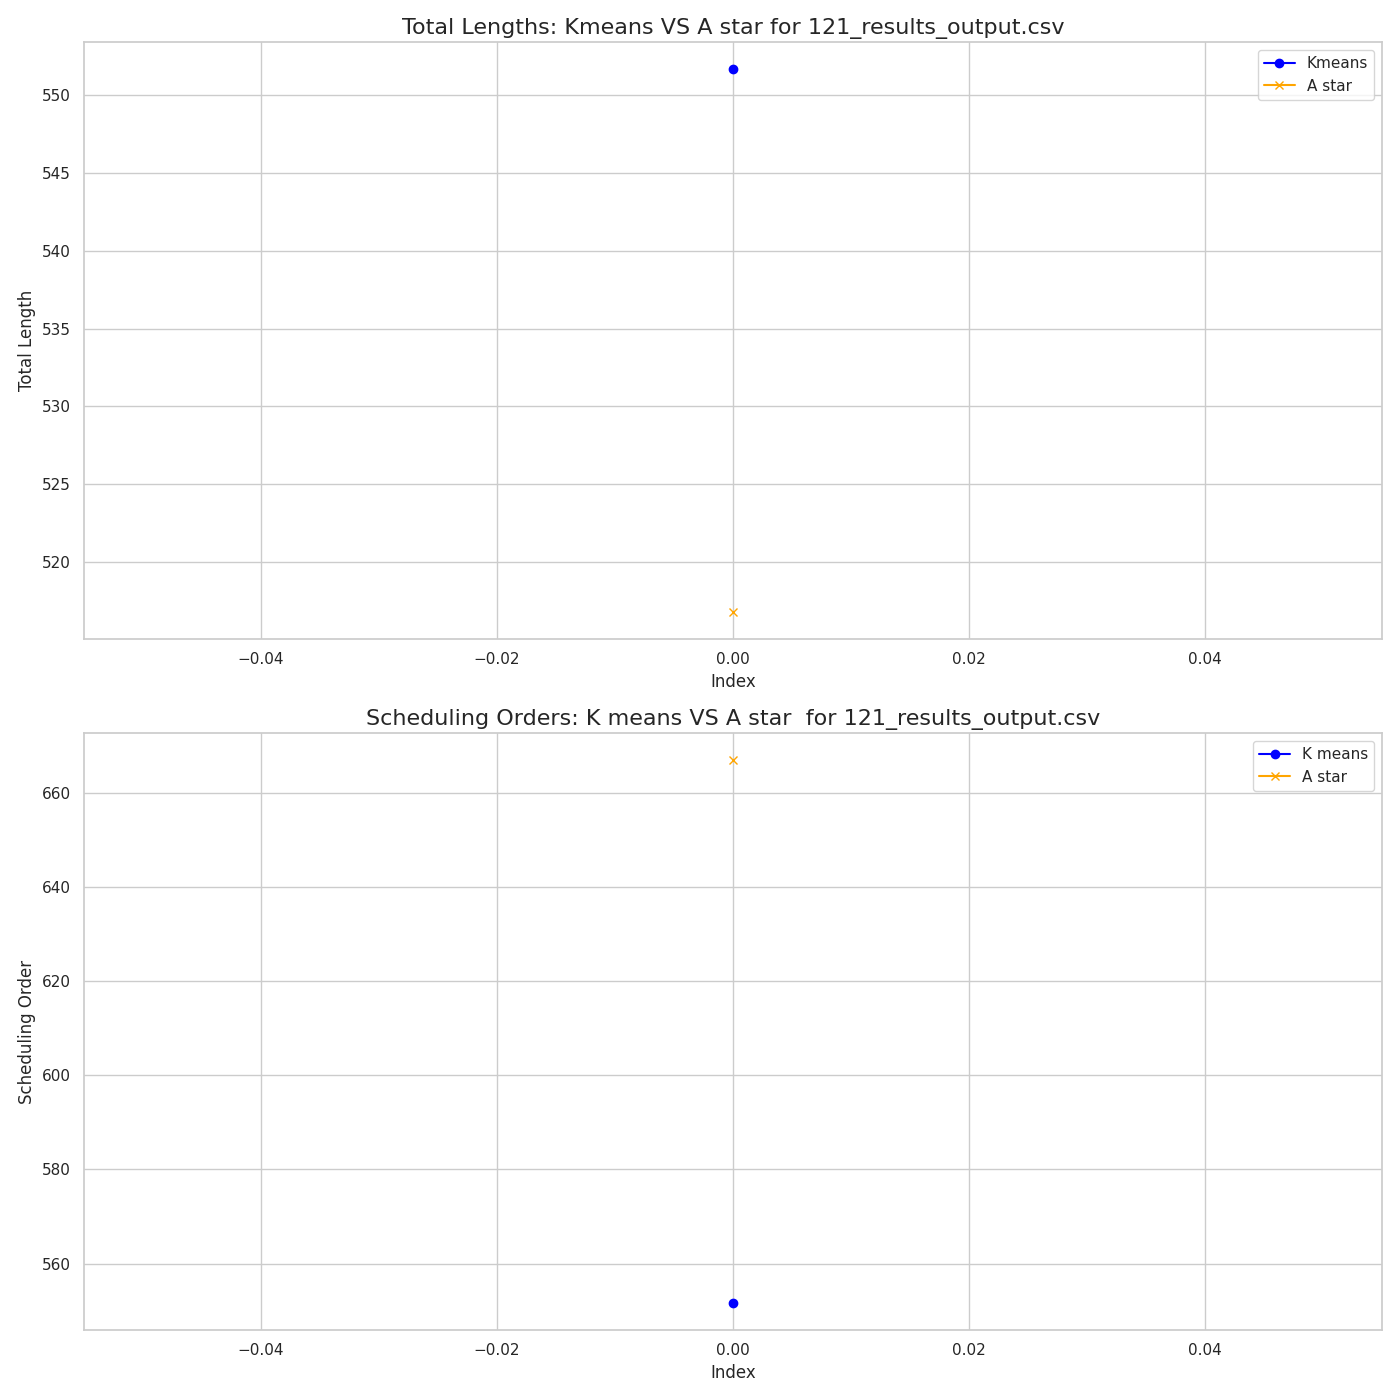 Total Lengths: Kmeans VS A star for 121_results_output.csv
Kmeans
A star
550
545
540
535
530
525
520
Total Length
−0.04 −0.02 0.00 0.02 0.04
Index
Scheduling Orders: K means VS A star  for 121_results_output.csv
K means
A star
660
640
620
600
580
560
Scheduling Order
−0.04 −0.02 0.00 0.02 0.04
Index